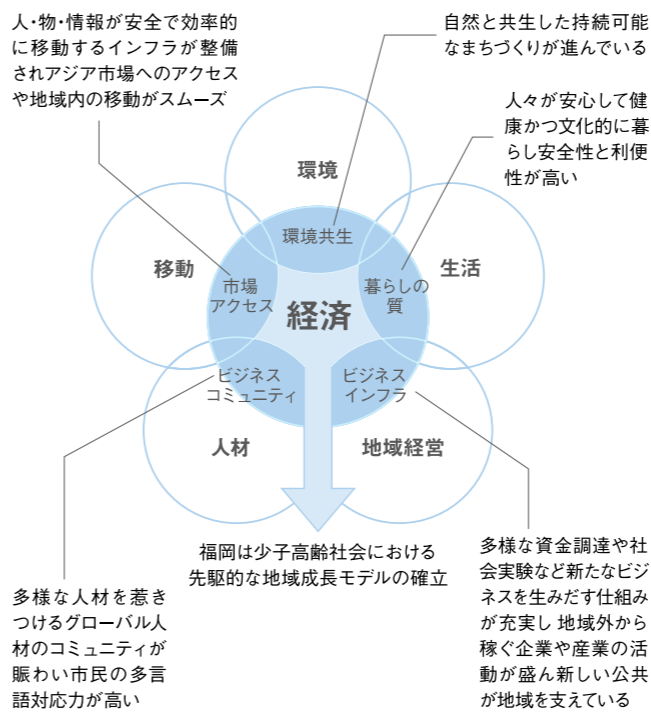 人・物・情報が安全で効率的
に移動するインフラが整備
されアジア市場へのアクセス
や地域内の移動がスムーズ
自然と共生した持続可能
なまちづくりが進んでいる
人々が安心して健
康かつ文化的に暮
らし安全性と利便
性が高い
環境
環境共生
移動
市場
アクセス
生活
暮らしの
質
経済
ビジネス
コミュニティ
人材
ビジネス
インフラ
地域経営
福岡は少子高齢社会における
先駆的な地域成長モデルの確立
多様な人材を惹き
つけるグローバル人
材のコミュニティが
賑わい市民の多言
語対応力が高い
多様な資金調達や社
会実験など新たなビジ
ネスを生みだす仕組み
が充実し 地域外から
稼ぐ企業や産業の活
動が盛ん新しい公共
が地域を支えている